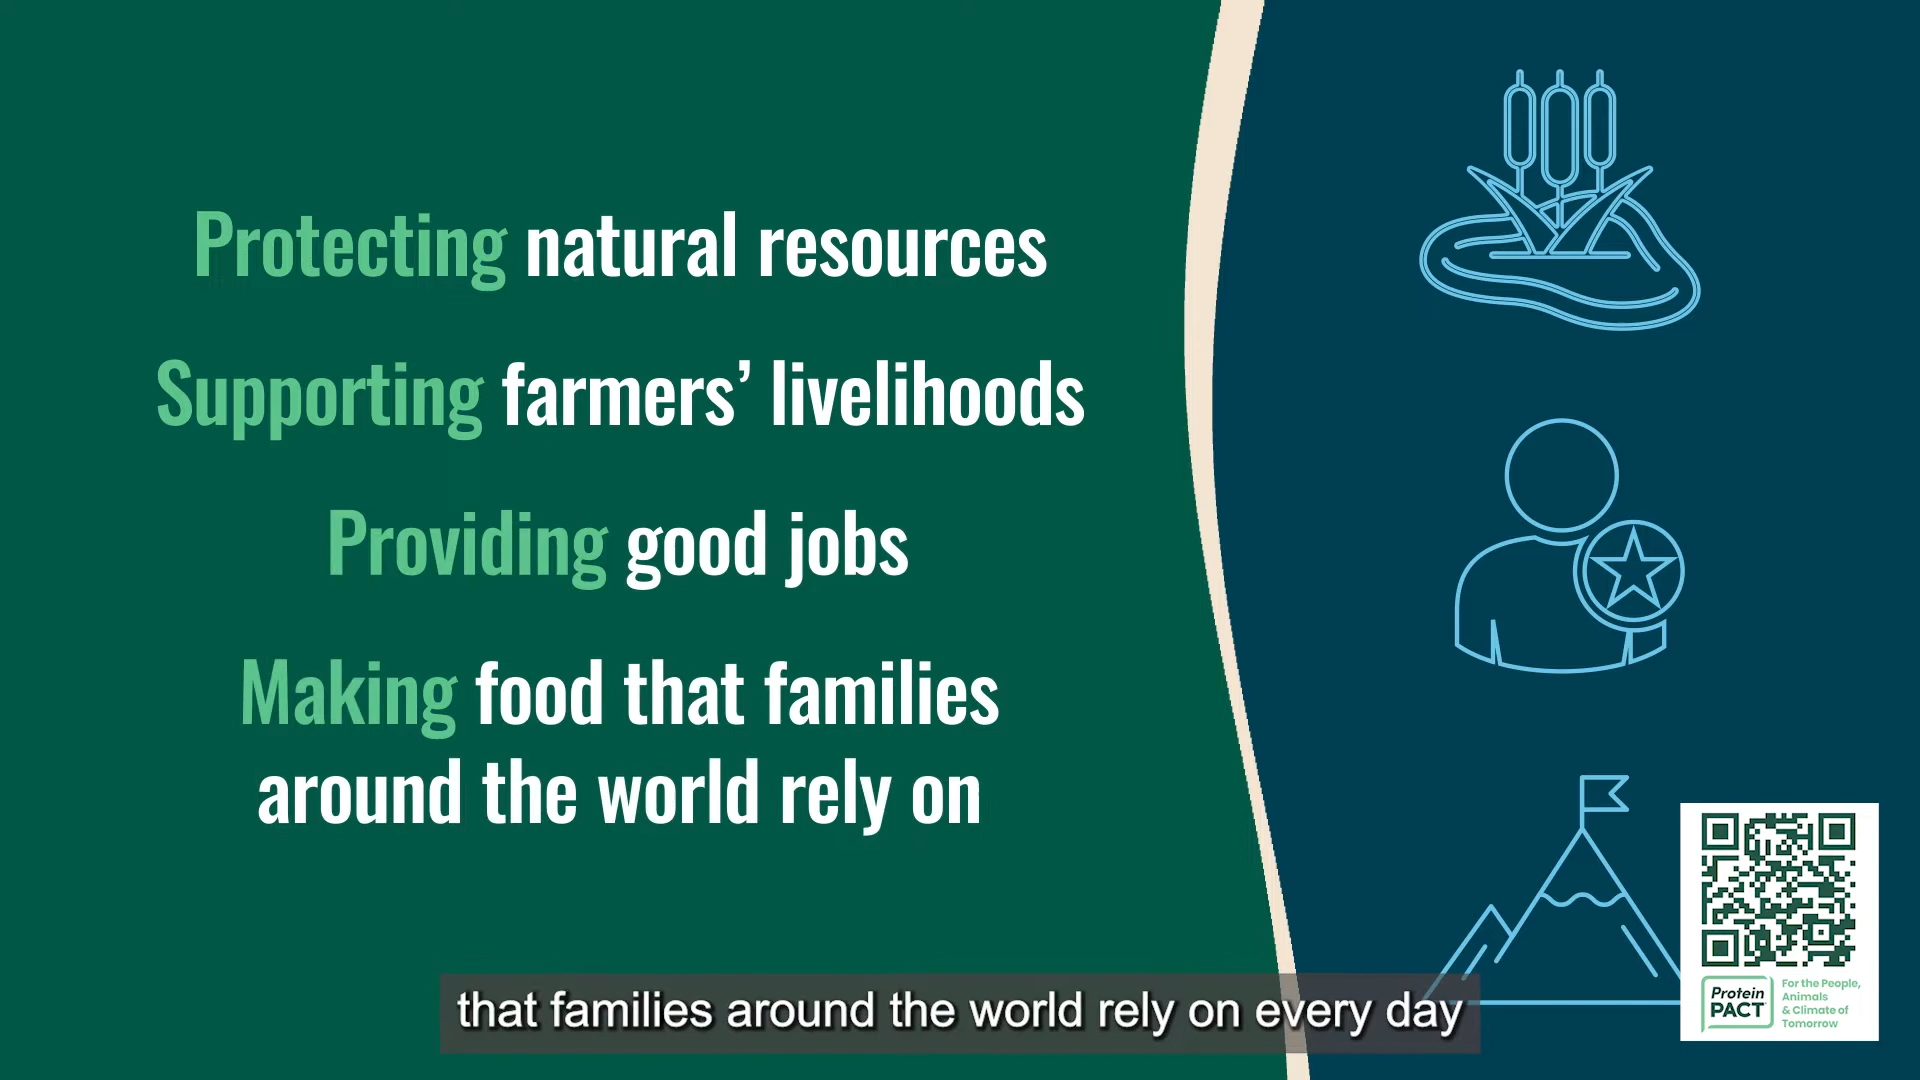 Protecting natural resources
Supporting farmers’ livelihoods
Providing good jobs
Making food that families
around the world rely on
that families around the world rely on every day
Protein
PACT
For the People,
Animals
& Climate of
Tomorrow